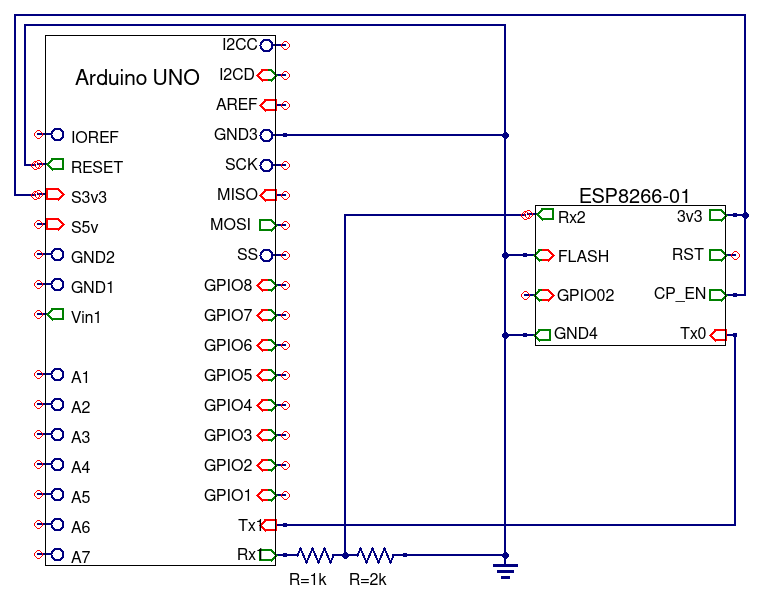 Arduino UNO
IOREF
RESET
S3v3
S5v
GND2
GND1
Vin1
A1
A2
A3
A4
A5
A6
A7
I2CC
I2CD
AREF
GND3
SCK
MISO
MOSI
SS
GPIO8
GPIO7
GPIO6
GPIO5
GPIO4
GPIO3
GPIO2
GPIO1
Tx1
Rx1
R=1k
R=2k
ESP8266-01
Rx2
FLASH
GPIO02
GND4
3v3
RST
CP_EN
Tx0